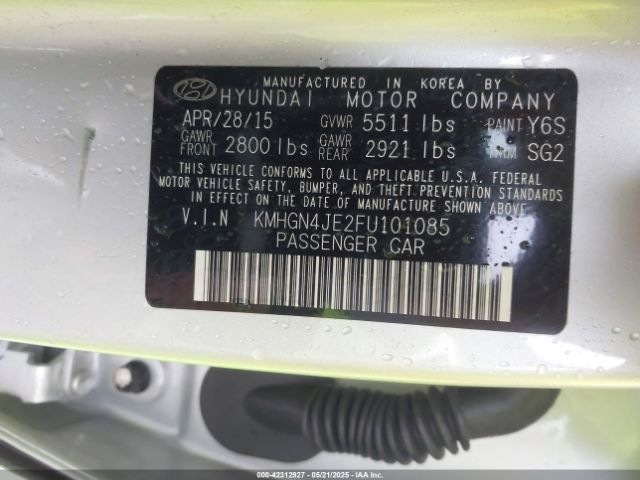 MANUFACTURED IN KOREA BY
HYUNDAI MOTOR COMPANY
APR/28/15 GVWR 5511 lbs PAINT Y6S
GAWR FRONT 2800 lbs GAWR REAR 2921 lbs TRIM SG2
THIS VEHICLE CONFORMS TO ALL APPLICABLE U.S.A. FEDERAL
MOTOR VEHICLE SAFETY, BUMPER, AND THEFT PREVENTION STANDARDS
IN EFFECT ON THE DATE OF MANUFACTURE SHOWN ABOVE.
V.I.N KMHGN4JE2FU101085
PASSENGER CAR
000-42312927 - 05/21/2025 - IAA Inc.